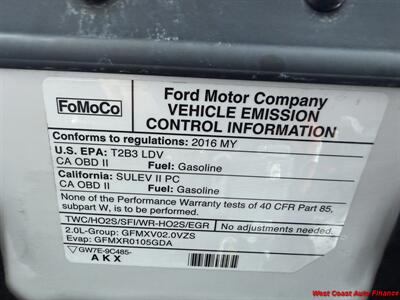 FoMoCo
Ford Motor Company
VEHICLE EMISSION
CONTROL INFORMATION
Conforms to regulations: 2016 MY
U.S. EPA: T2B3 LDV
CA OBD II Fuel: Gasoline
California: SULEV II PC
CA OBD II Fuel: Gasoline
None of the Performance Warranty tests of 40 CFR Part 85,
subpart W, is to be performed.
TWC/HO2S/SFI/WR-HO2S/EGR No adjustments needed.
2.0L-Group: GFMXV02.0VZS
Evap: GFMXR0105GDA
GW7E-9C485-
AKX
West Coast Auto Finance